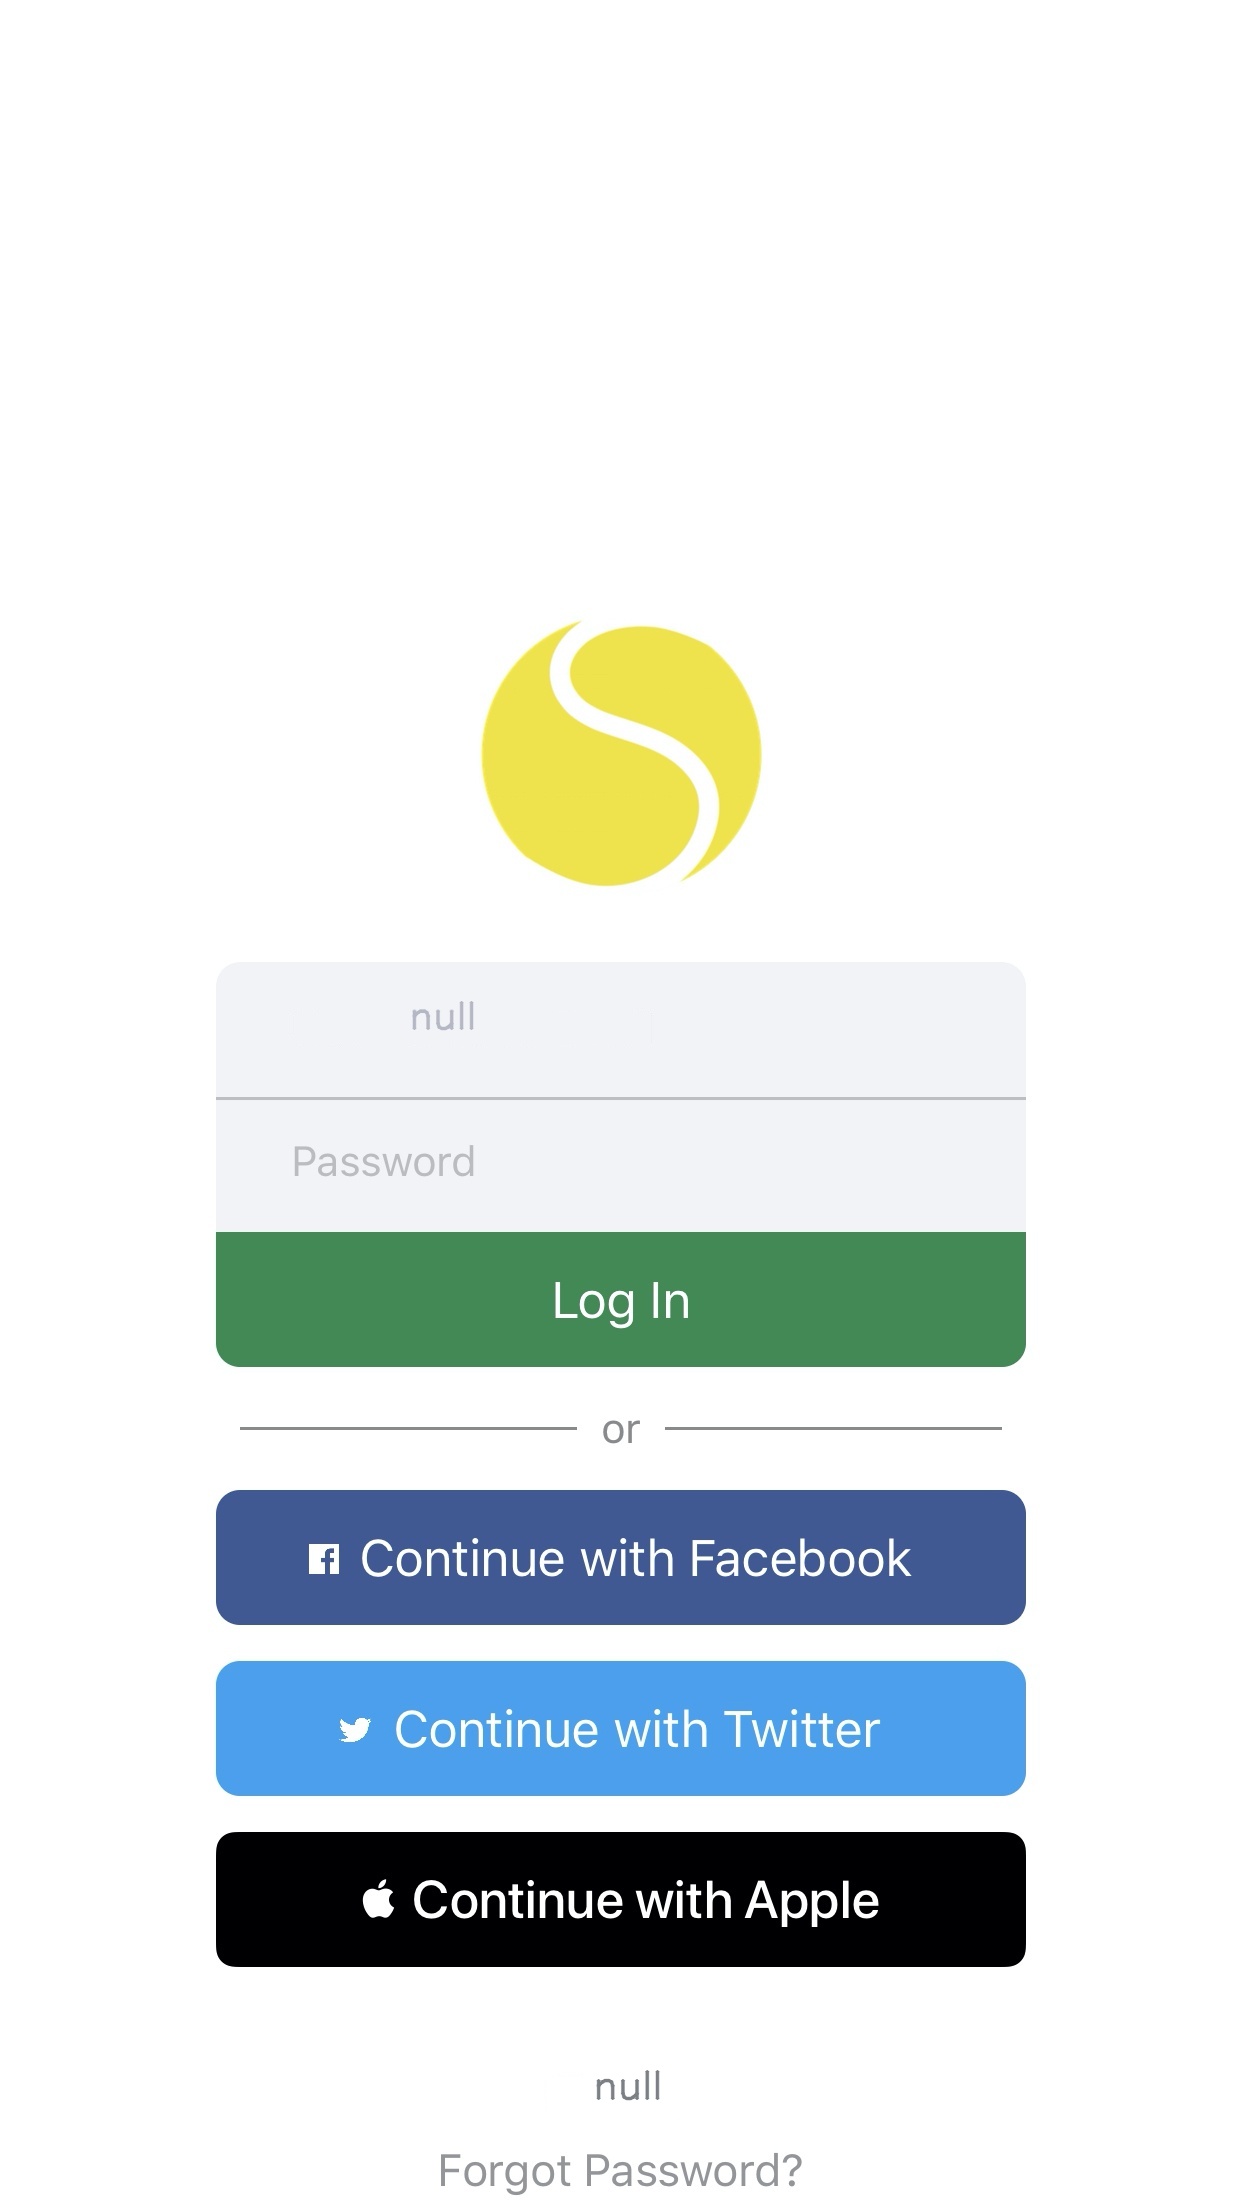 null
Password
Log In
or
Continue with Facebook
Continue with Twitter
Continue with Apple
null
Forgot Password?